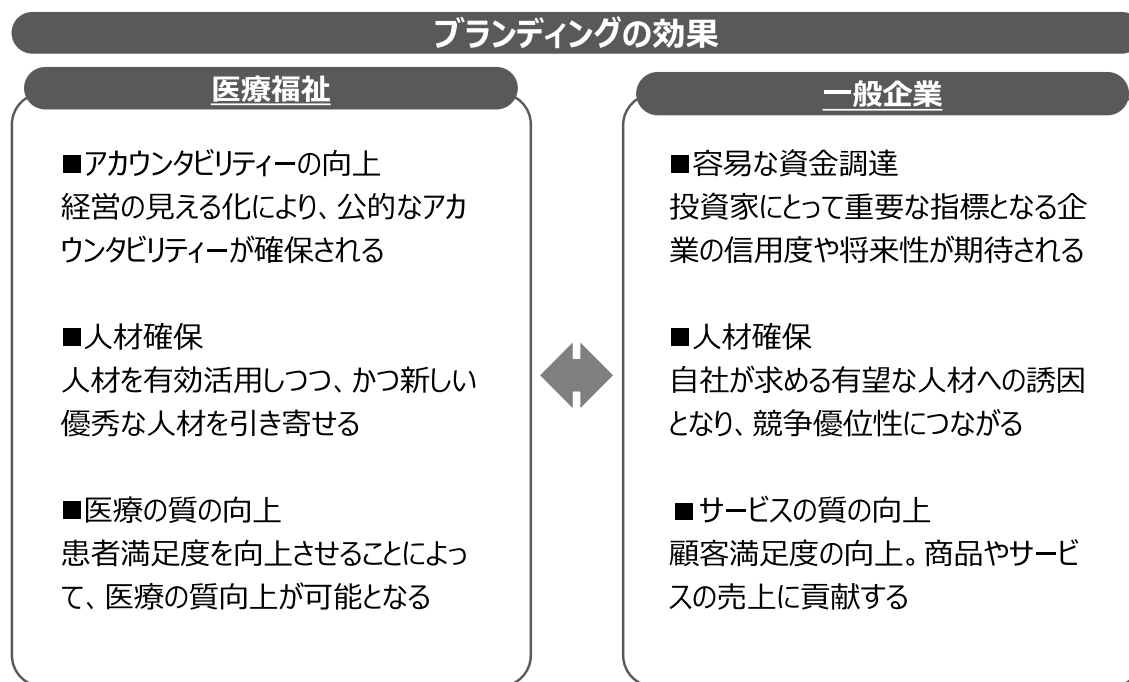 ブランディングの効果
医療福祉
■アカウンタビリティーの向上
経営の見える化により、公的なアカ
ウンタビリティーが確保される
■人材確保
人材を有効活用しつつ、かつ新しい
優秀な人材を引き寄せる
■医療の質の向上
患者満足度を向上させることによっ
て、医療の質向上が可能となる
一般企業
■容易な資金調達
投資家にとって重要な指標となる企
業の信用度や将来性が期待される
■人材確保
自社が求める有望な人材への誘因
となり、競争優位性につながる
■サービスの質の向上
顧客満足度の向上。商品やサービ
スの売上に貢献する